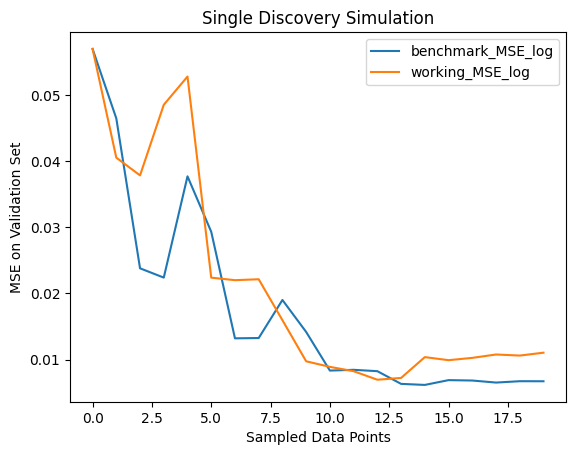 Single Discovery Simulation
benchmark_MSE_log
working_MSE_log
MSE on Validation Set
0.05
0.04
0.03
0.02
0.01
0.0 2.5 5.0 7.5 10.0 12.5 15.0 17.5
Sampled Data Points